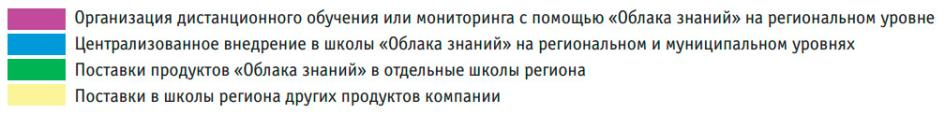 Организация дистанционного обучения или мониторинга с помощью «Облака знаний» на региональном уровне
Централизованное внедрение в школы «Облака знаний» на региональном и муниципальном уровнях
Поставки продуктов «Облака знаний» в отдельные школы региона
Поставки в школы региона других продуктов компании